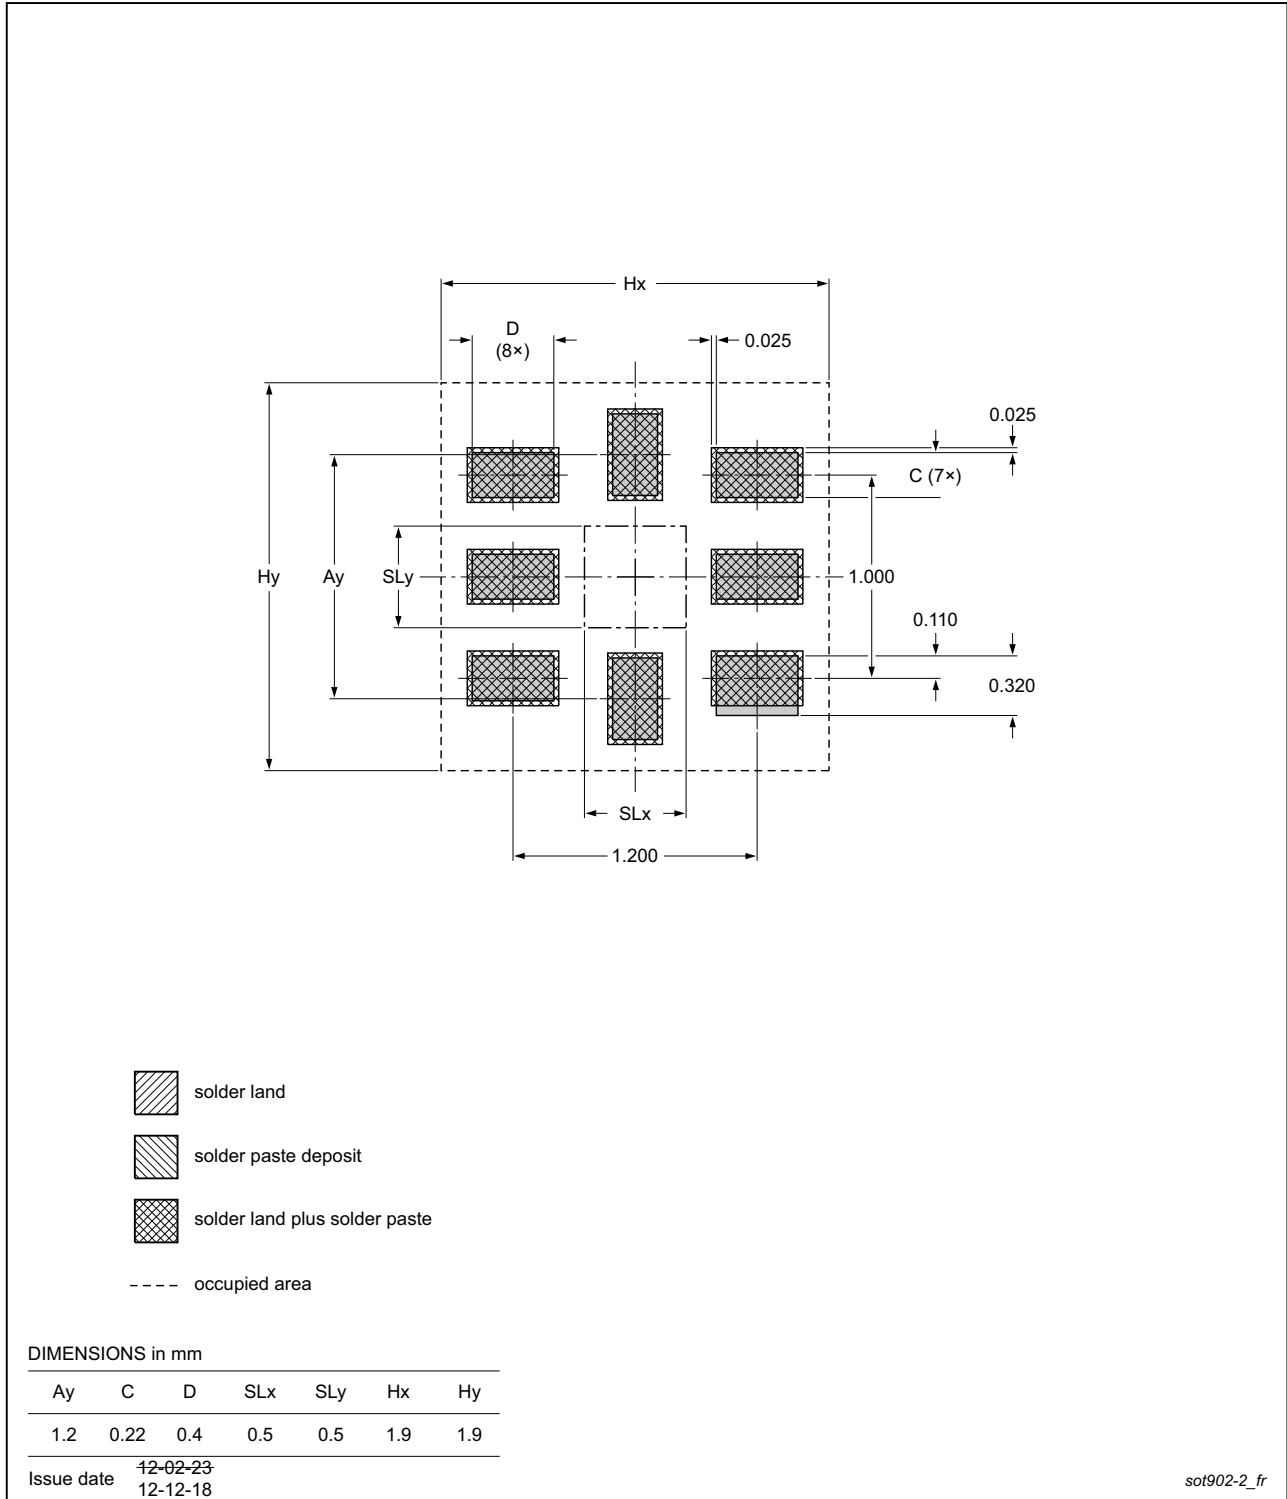 Hx
D
(8×)
0.025
0.025
C (7×)
Hy
Ay
SLy
1.000
0.110
0.320
SLx
1.200
solder land
solder paste deposit
solder land plus solder paste
occupied area
DIMENSIONS in mm
Ay C D SLx SLy Hx Hy
1.2 0.22 0.4 0.5 0.5 1.9 1.9
Issue date 12-02-23
12-12-18
sot902-2_fr